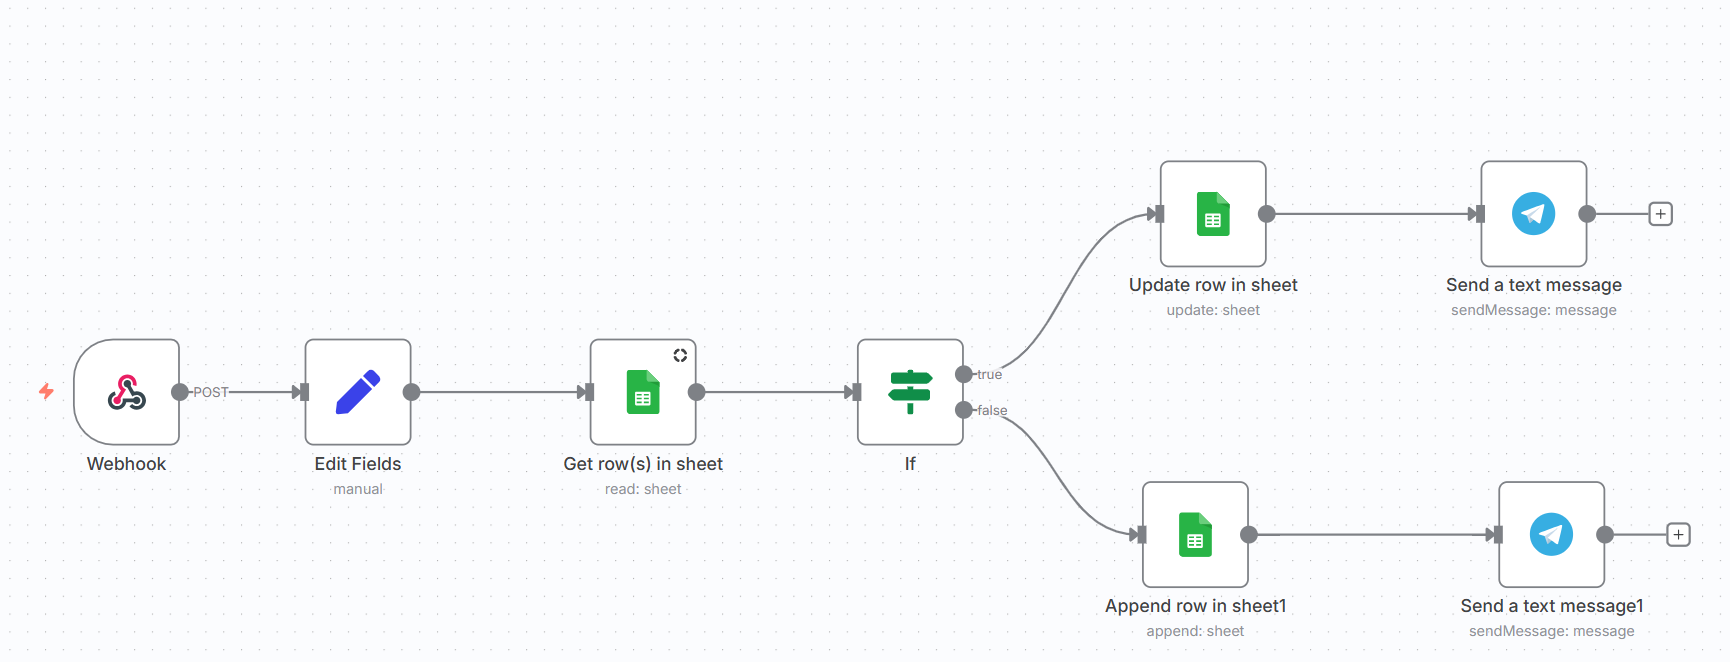 POST
Webhook
Edit Fields
manual
Get row(s) in sheet
read: sheet
If
true
false
Update row in sheet
update: sheet
Send a text message
sendMessage: message
Append row in sheet1
append: sheet
Send a text message1
sendMessage: message